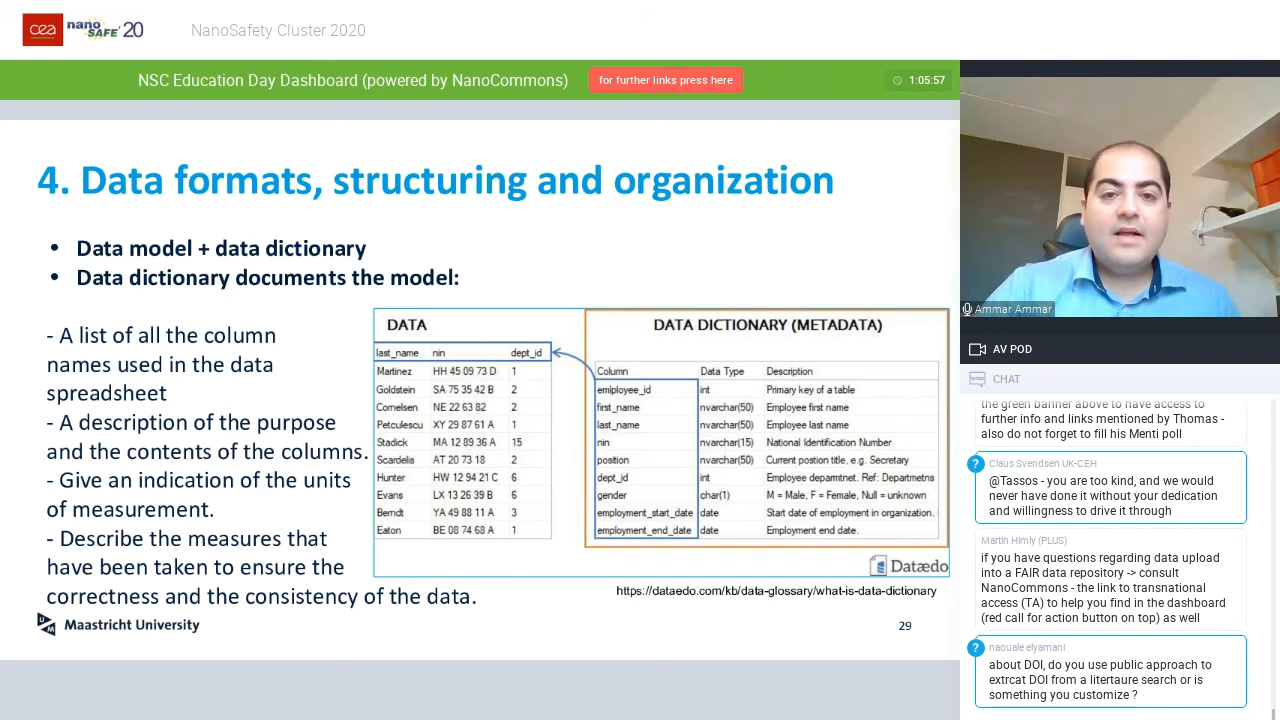 cea nano SAFE'20
NanoSafety Cluster 2020
NSC Education Day Dashboard (powered by NanoCommons)
for further links press here
1:05:57
4. Data formats, structuring and organization
• Data model + data dictionary
• Data dictionary documents the model:
- A list of all the column
names used in the data
spreadsheet
- A description of the purpose
and the contents of the columns.
- Give an indication of the units
of measurement.
- Describe the measures that
have been taken to ensure the
correctness and the consistency of the data.
DATA
last_name nin dept_id
Martinez HH 45 09 73 D 1
Goldstein SA 75 35 42 B 2
Cornelsen NE 22 63 82 2
Petculescu XY 29 87 61 A 1
Stadick MA 12 89 36 A 15
Scardelis AT 20 73 18 2
Hunter HW 12 94 21 C 6
Evans LX 13 26 39 B 6
Berndt YA 49 88 11 A 3
Eaton BE 08 74 68 A 1
DATA DICTIONARY (METADATA)
Column Data Type Description
emlployee_id int Primary key of a table
first_name nvarchar(50) Employee first name
last_name nvarchar(50) Employee last name
nin nvarchar(15) National Identification Number
position nvarchar(50) Current postion title, e.g. Secretary
dept_id int Employee depamtnet. Ref: Departmetns
gender char(1) M = Male, F = Female, Null = unknown
employment_start_date date Start date of employment in organization.
employment_end_date date Employment end date.
Dataedo
https://dataedo.com/kb/data-glossary/what-is-data-dictionary
UM Maastricht University
29
Ammar Ammar
AV POD
CHAT
the green banner above to have access to
further info and links mentioned by Thomas -
also do not forget to fill his Menti poll
?
Claus Svendsen UK-CEH
@Tassos - you are too kind, and we would
never have done it without your dedication
and willingness to drive it through
Martin Himly (PLUS)
if you have questions regarding data upload
into a FAIR data repository -> consult
NanoCommons - the link to transnational
access (TA) to help you find in the dashboard
(red call for action button on top) as well
?
naouale elyamani
about DOI, do you use public approach to
extrcat DOI from a litertaure search or is
something you customize ?